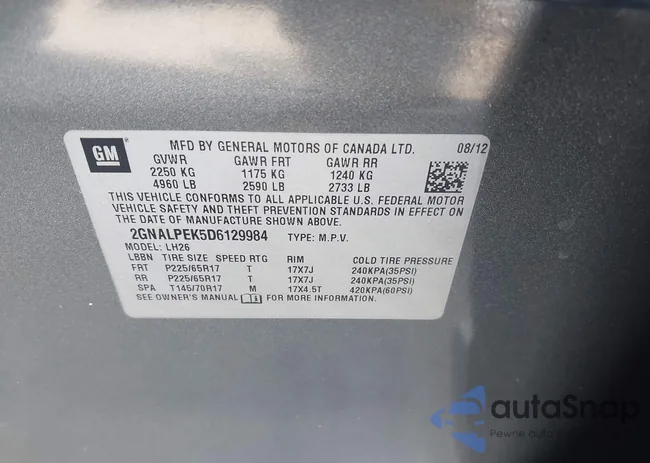 GM
MFD BY GENERAL MOTORS OF CANADA LTD. 08/12
GVWR GAWR FRT GAWR RR
2250 KG 1175 KG 1240 KG
4960 LB 2590 LB 2733 LB
THIS VEHICLE CONFORMS TO ALL APPLICABLE U.S. FEDERAL MOTOR
VEHICLE SAFETY AND THEFT PREVENTION STANDARDS IN EFFECT ON
THE DATE OF MANUFACTURE SHOWN ABOVE.
2GNALPEK5D6129984 TYPE: M.P.V.
MODEL: LH26
LBBN TIRE SIZE SPEED RTG RIM COLD TIRE PRESSURE
FRT P225/65R17 T 17X7J 240KPA(35PSI)
RR P225/65R17 T 17X7J 240KPA(35PSI)
SPA T145/70R17 M 17X4.5T 420KPA(60PSI)
SEE OWNER'S MANUAL FOR MORE INFORMATION.
autaSnap
Pewne auta